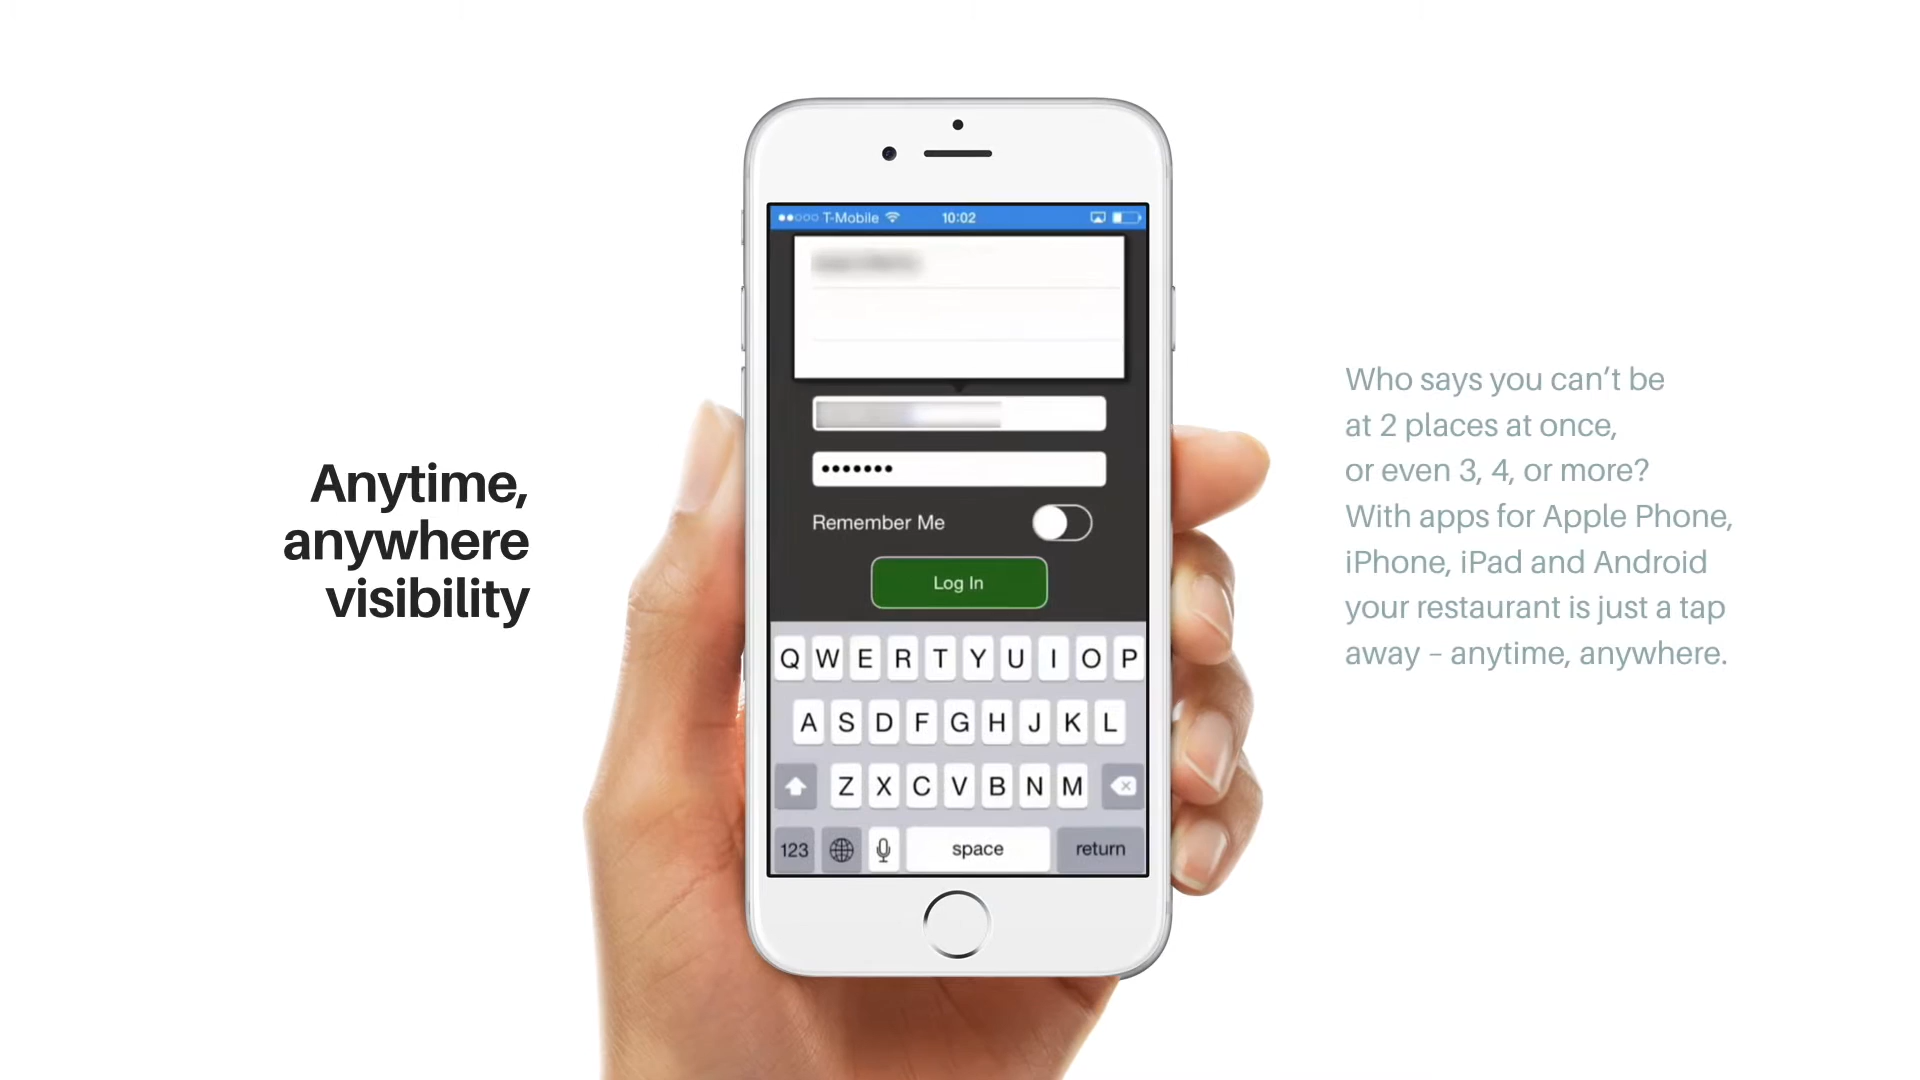 Anytime,
anywhere
visibility
T-Mobile 10:02
Remember Me
Log In
Q W E R T Y U I O P
A S D F G H J K L
Z X C V B N M
123 space return
Who says you can’t be
at 2 places at once,
or even 3, 4, or more?
With apps for Apple Phone,
iPhone, iPad and Android
your restaurant is just a tap
away – anytime, anywhere.